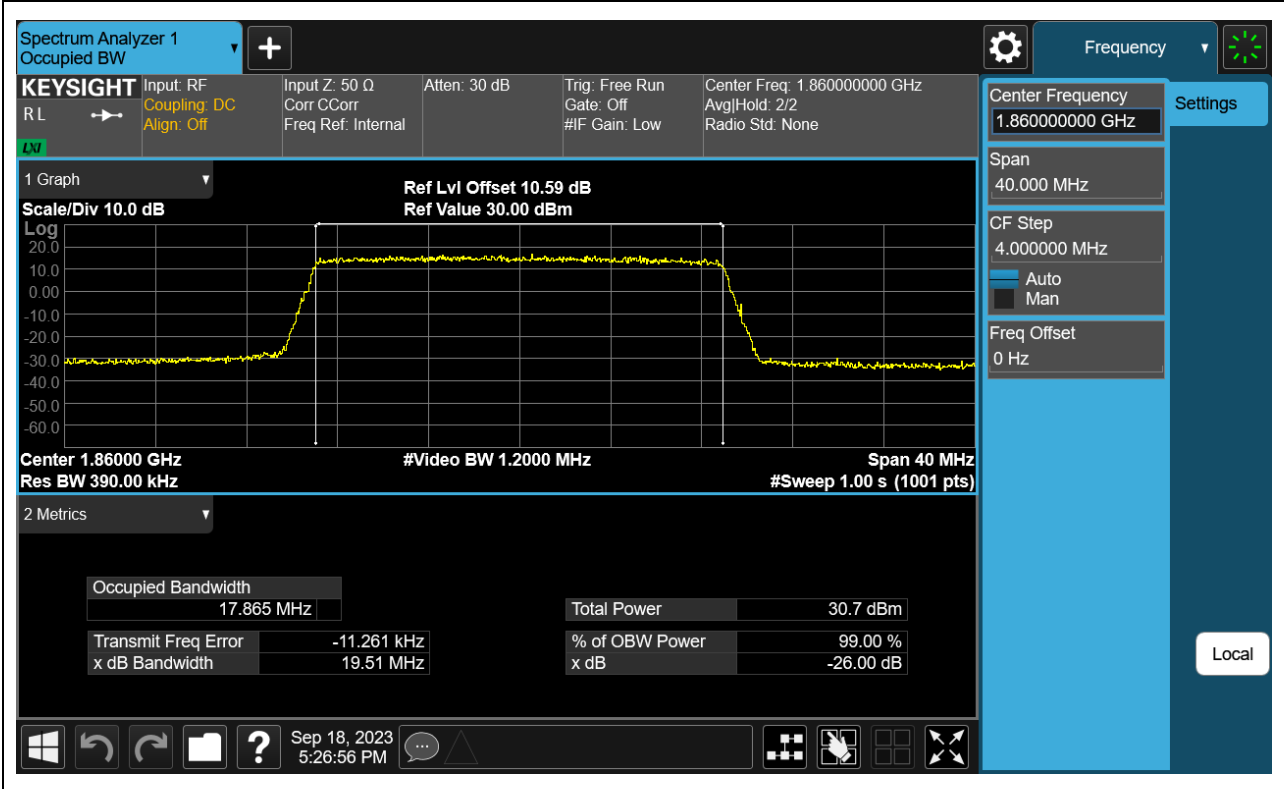 Spectrum Analyzer 1
Occupied BW
+
Frequency
KEYSIGHT
R L
LXI
Input: RF
Coupling: DC
Align: Off
Input Z: 50 Ω
Corr CCorr
Freq Ref: Internal
Atten: 30 dB
Trig: Free Run
Gate: Off
#IF Gain: Low
Center Freq: 1.860000000 GHz
Avg|Hold: 2/2
Radio Std: None
Center Frequency
1.860000000 GHz
Settings
Span
40.000 MHz
CF Step
4.000000 MHz
Auto
Man
Freq Offset
0 Hz
Local
1 Graph
Scale/Div 10.0 dB
Ref Lvl Offset 10.59 dB
Ref Value 30.00 dBm
Log
20.0
10.0
0.00
-10.0
-20.0
-30.0
-40.0
-50.0
-60.0
Center 1.86000 GHz
#Video BW 1.2000 MHz
Span 40 MHz
Res BW 390.00 kHz
#Sweep 1.00 s (1001 pts)
2 Metrics
Occupied Bandwidth
17.865 MHz
Total Power 30.7 dBm
Transmit Freq Error -11.261 kHz
% of OBW Power 99.00 %
x dB Bandwidth 19.51 MHz
x dB -26.00 dB
?
Sep 18, 2023
5:26:56 PM